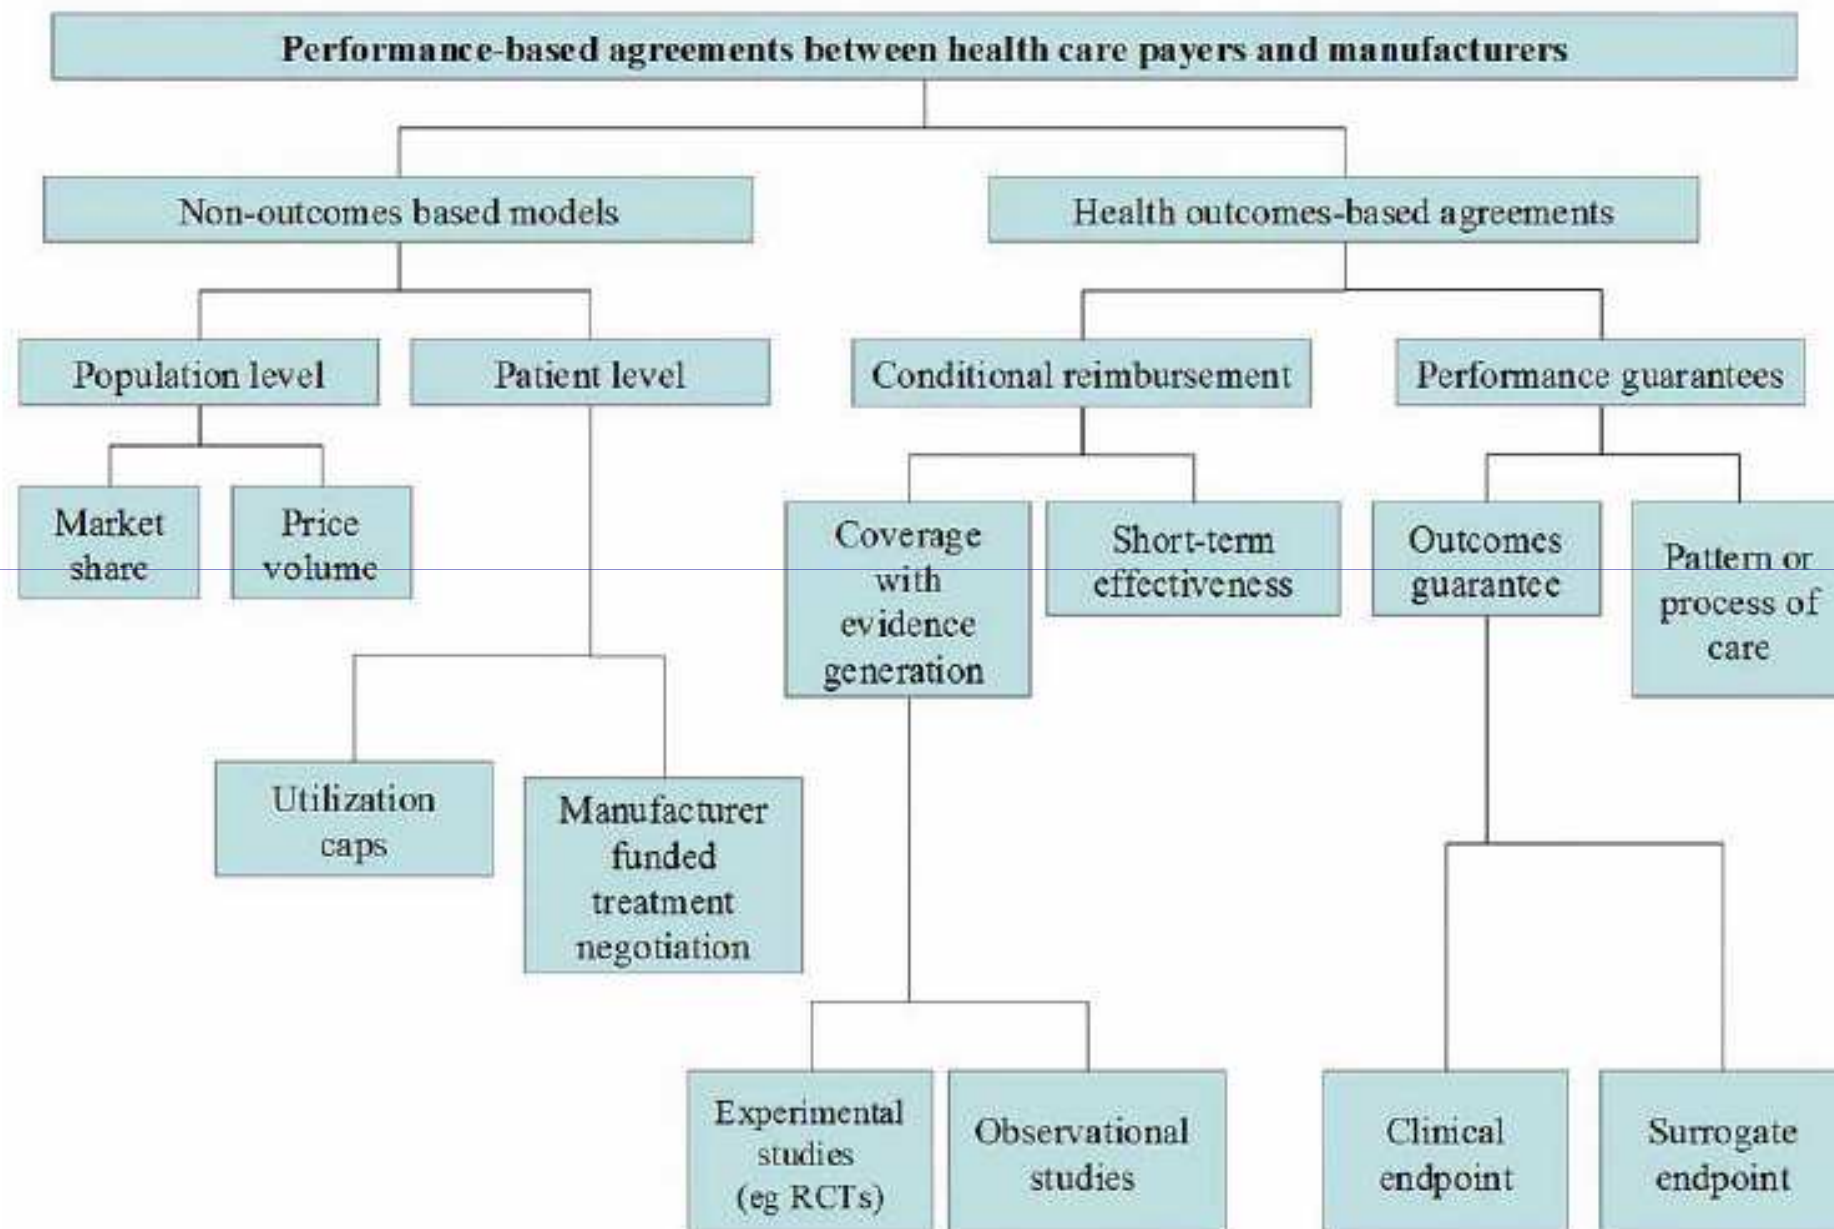 Performance-based agreements between health care payers and manufacturers
Non-outcomes based models
Health outcomes-based agreements
Population level
Patient level
Conditional reimbursement
Performance guarantees
Market
share
Price
volume
Coverage
with
evidence
generation
Short-term
effectiveness
Outcomes
guarantee
Pattern or
process of
care
Utilization
caps
Manufacturer
funded
treatment
negotiation
Experimental
studies
(eg RCTs)
Observational
studies
Clinical
endpoint
Surrogate
endpoint